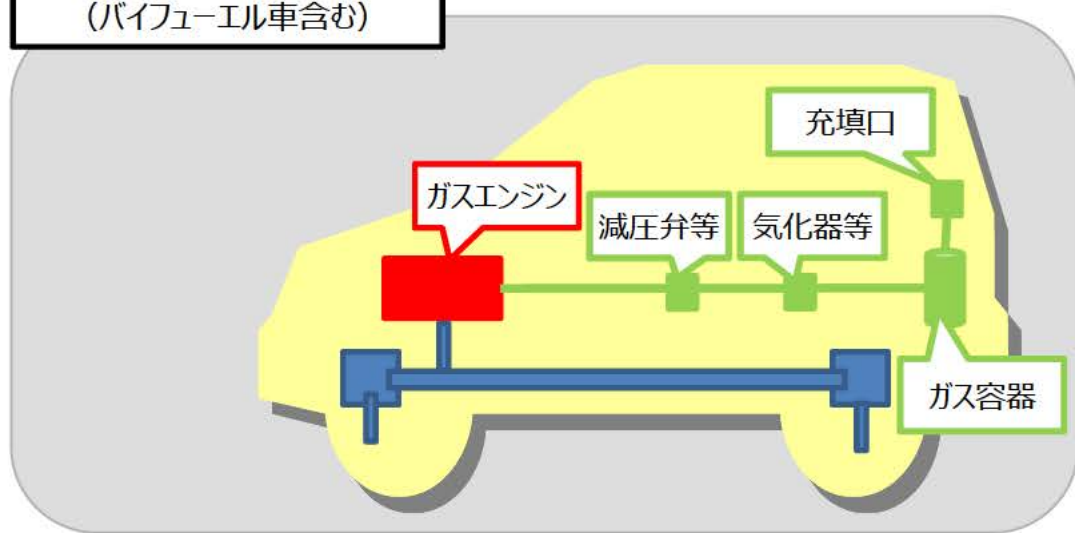 （バイフューエル車含む）
充填口
ガスエンジン
減圧弁等
気化器等
ガス容器